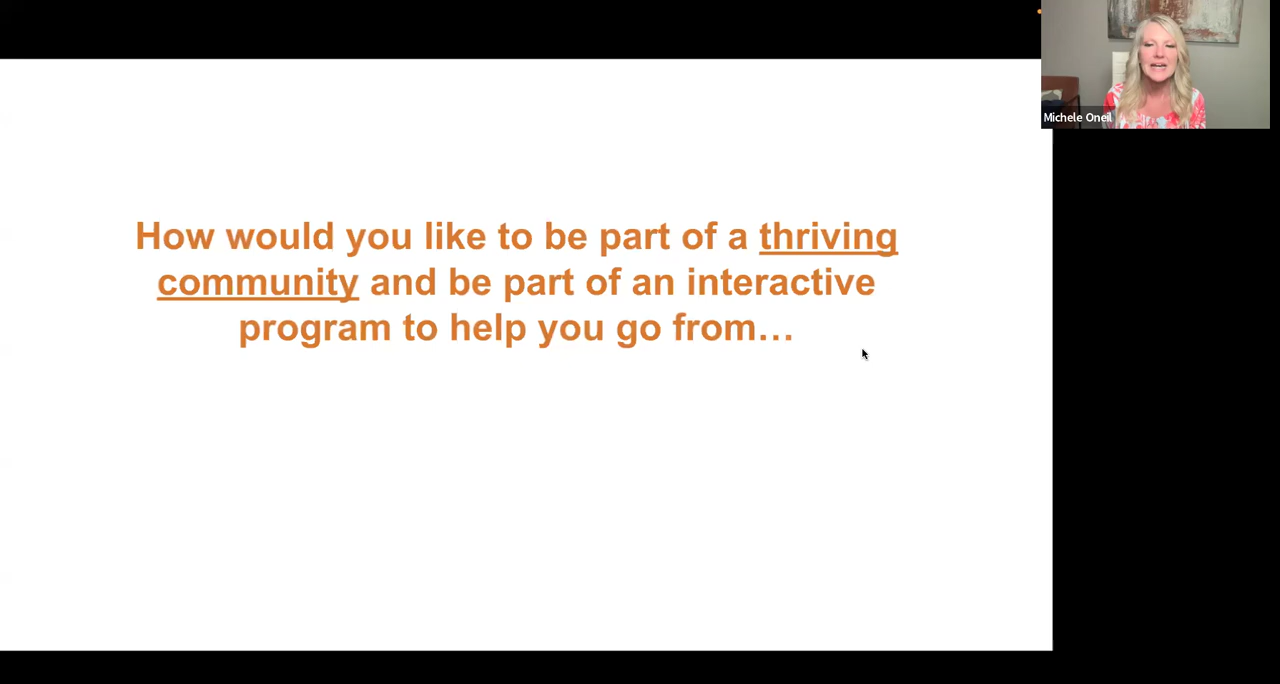 Michele Oneil
How would you like to be part of a thriving
community and be part of an interactive
program to help you go from…